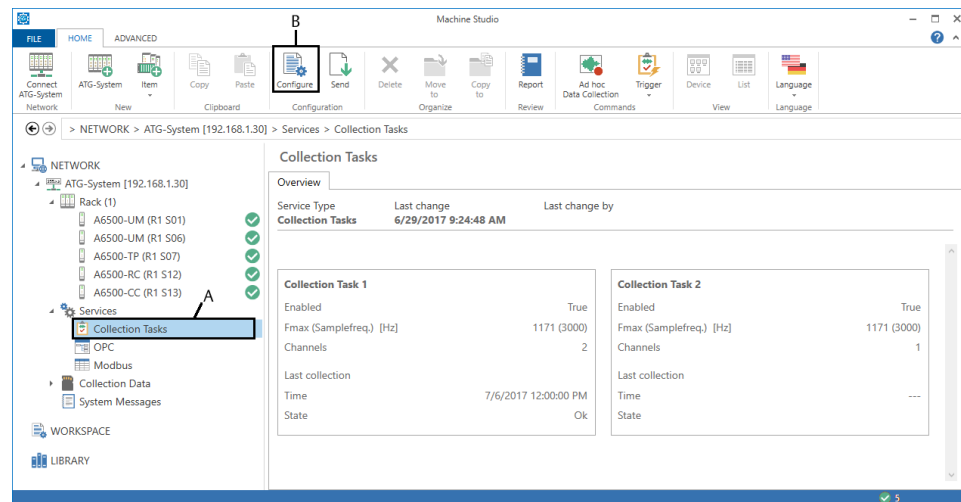 B
Machine Studio
FILE HOME ADVANCED
Connect ATG-System
ATG-System
Item
Copy
Paste
Configure
Send
Delete
Move to
Copy to
Report
Ad hoc Data Collection
Trigger
Device
List
Language
Network New Clipboard Configuration Organize Review Commands View Language
> NETWORK > ATG-System [192.168.1.30] > Services > Collection Tasks
NETWORK
ATG-System [192.168.1.30]
Rack (1)
A6500-UM (R1 S01)
A6500-UM (R1 S06)
A6500-TP (R1 S07)
A6500-RC (R1 S12)
A6500-CC (R1 S13)
A
Services
Collection Tasks
OPC
Modbus
Collection Data
System Messages
WORKSPACE
LIBRARY
Collection Tasks
Overview
Service Type Last change Last change by
Collection Tasks 6/29/2017 9:24:48 AM
Collection Task 1
Enabled True
Fmax (Samplefreq.) [Hz] 1171 (3000)
Channels 2
Last collection
Time 7/6/2017 12:00:00 PM
State Ok
Collection Task 2
Enabled True
Fmax (Samplefreq.) [Hz] 1171 (3000)
Channels 1
Last collection
Time ---
State
5